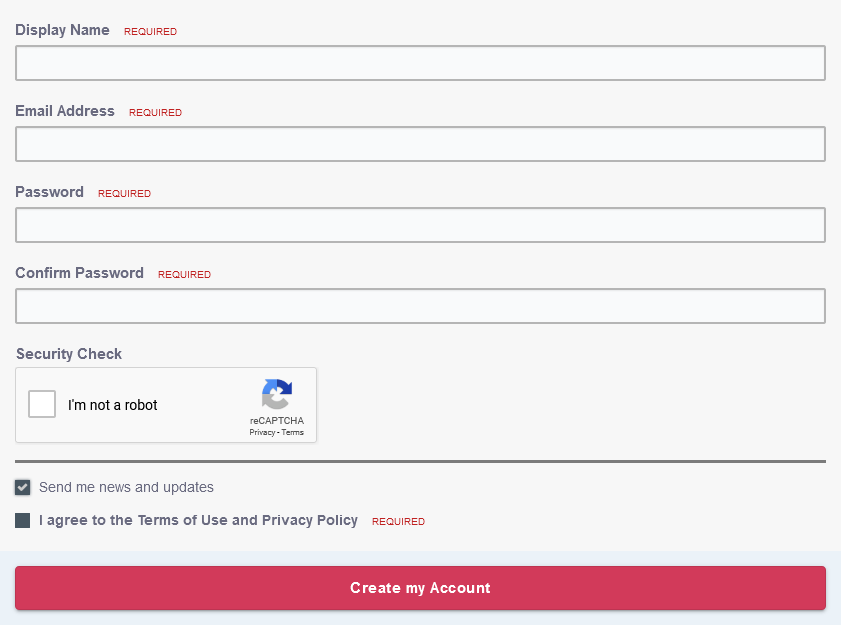 Display Name REQUIRED
Email Address REQUIRED
Password REQUIRED
Confirm Password REQUIRED
Security Check
I'm not a robot
reCAPTCHA
Privacy - Terms
Send me news and updates
I agree to the Terms of Use and Privacy Policy REQUIRED
Create my Account